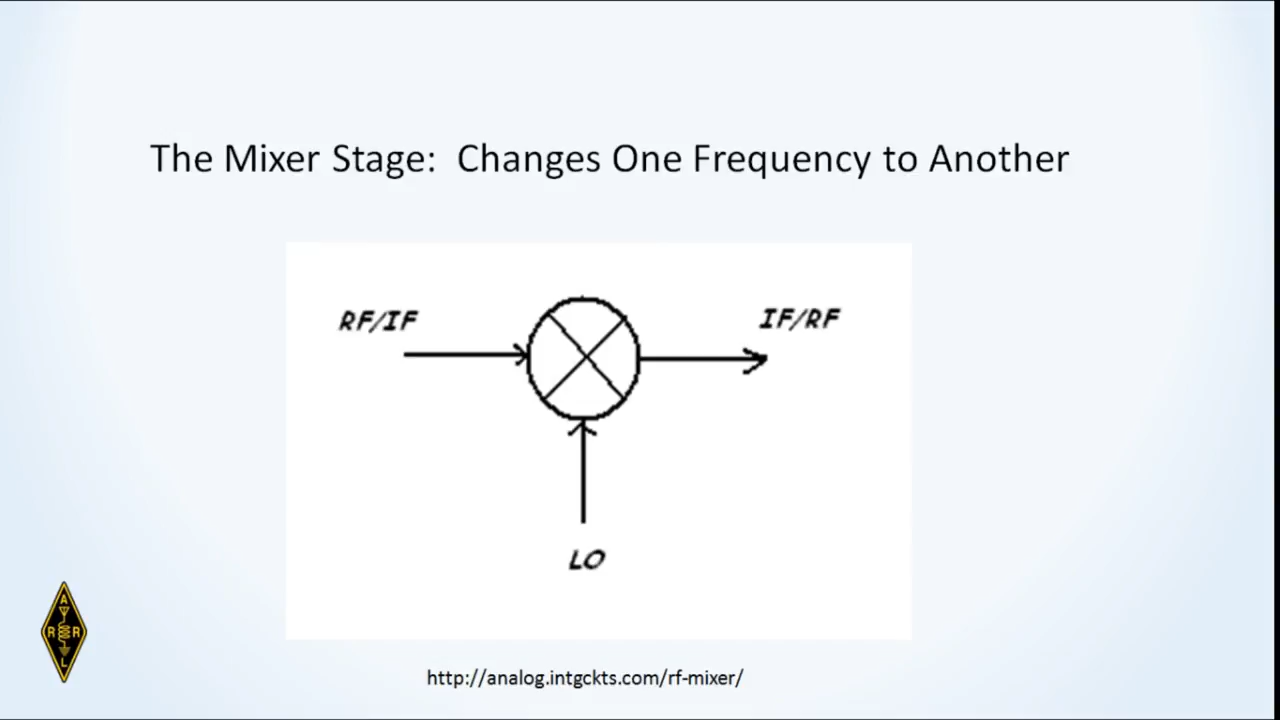 The Mixer Stage:  Changes One Frequency to Another
RF/IF
IF/RF
LO
A
R R
L
http://analog.intgckts.com/rf-mixer/